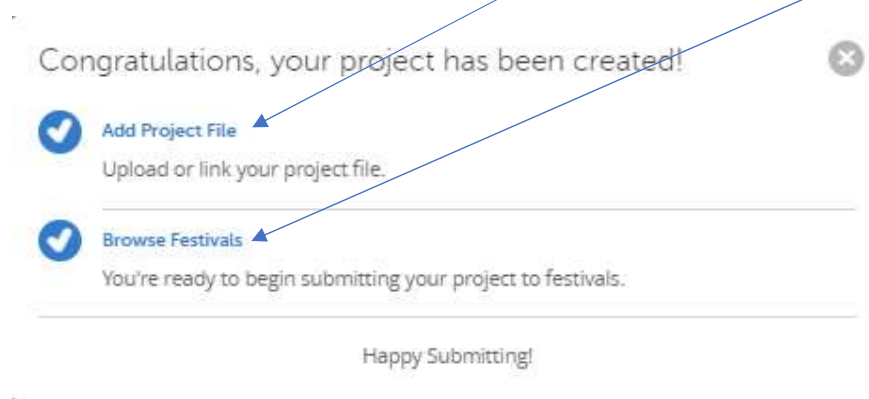 Congratulations, your project has been created!
Add Project File
Upload or link your project file.
Browse Festivals
You're ready to begin submitting your project to festivals.
Happy Submitting!